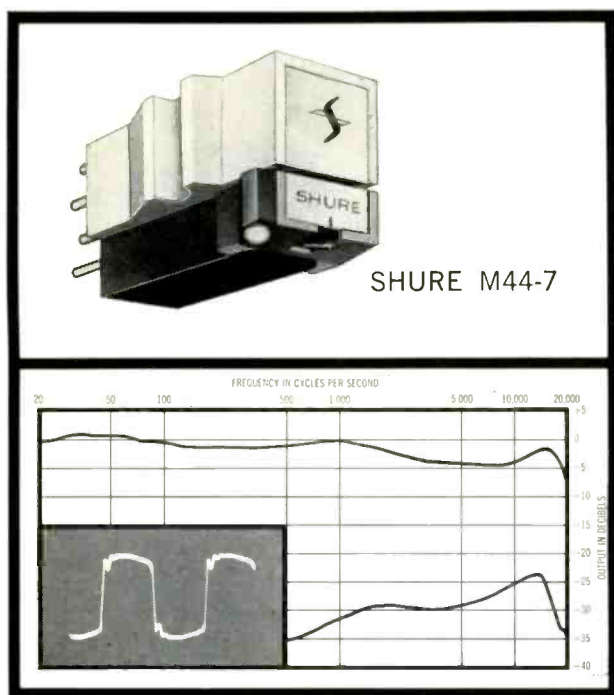 SHURE
SHURE M44-7
FREQUENCY IN CYCLES PER SECOND
20 50 100 500 1 000 5 000 10,000 20,000
+5
0
-5
-10
-15
-20
-25
-30
-35
-40
OUTPUT IN DECIBELS